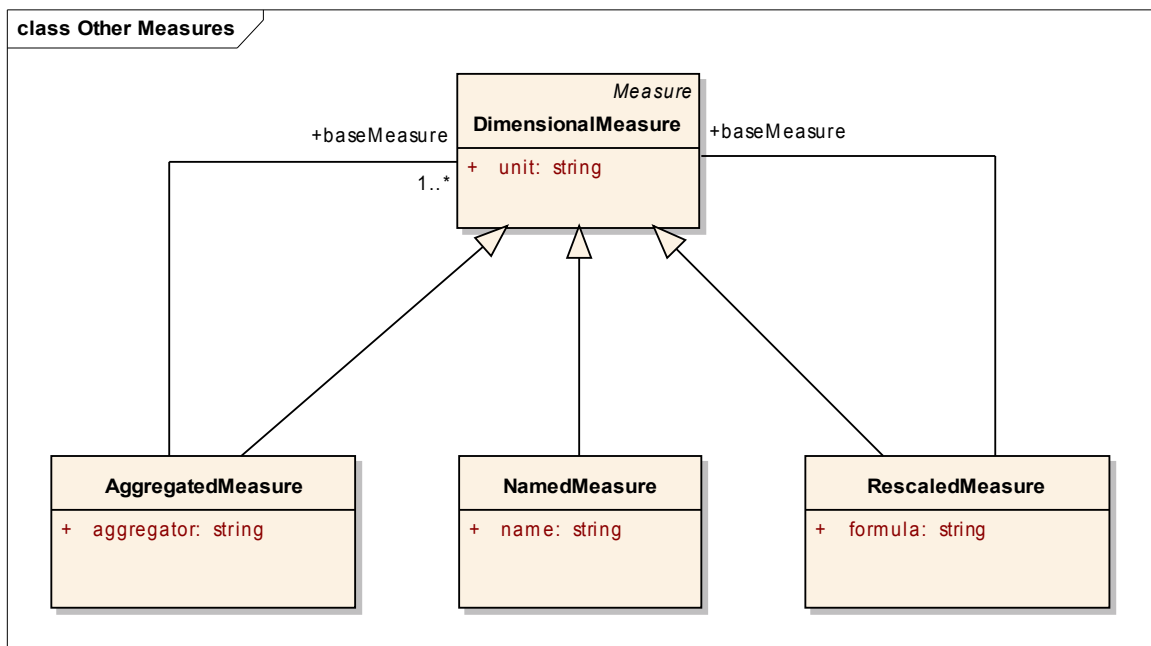 class Other Measures
Measure
DimensionalMeasure
+baseMeasure
+baseMeasure
+ unit: string
1..*
AggregatedMeasure
+ aggregator: string
NamedMeasure
+ name: string
RescaledMeasure
+ formula: string